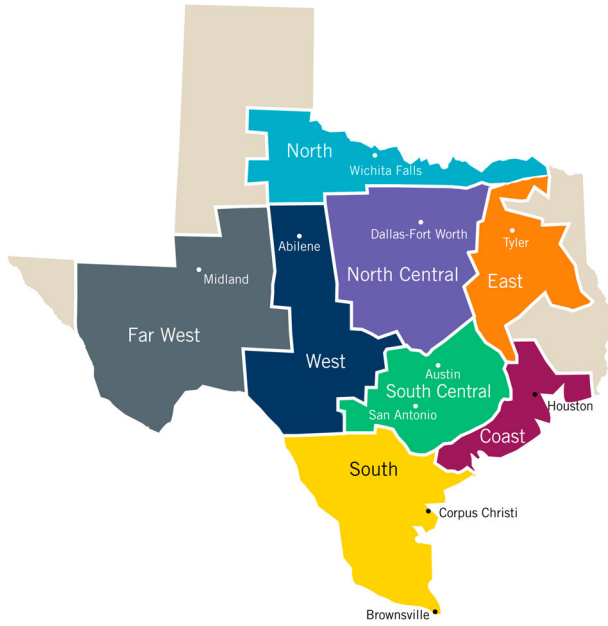 North
Wichita Falls
Abilene
Dallas-Fort Worth
Tyler
Midland
North Central
East
Far West
West
Austin
South Central
San Antonio
Houston
Coast
South
Corpus Christi
Brownsville